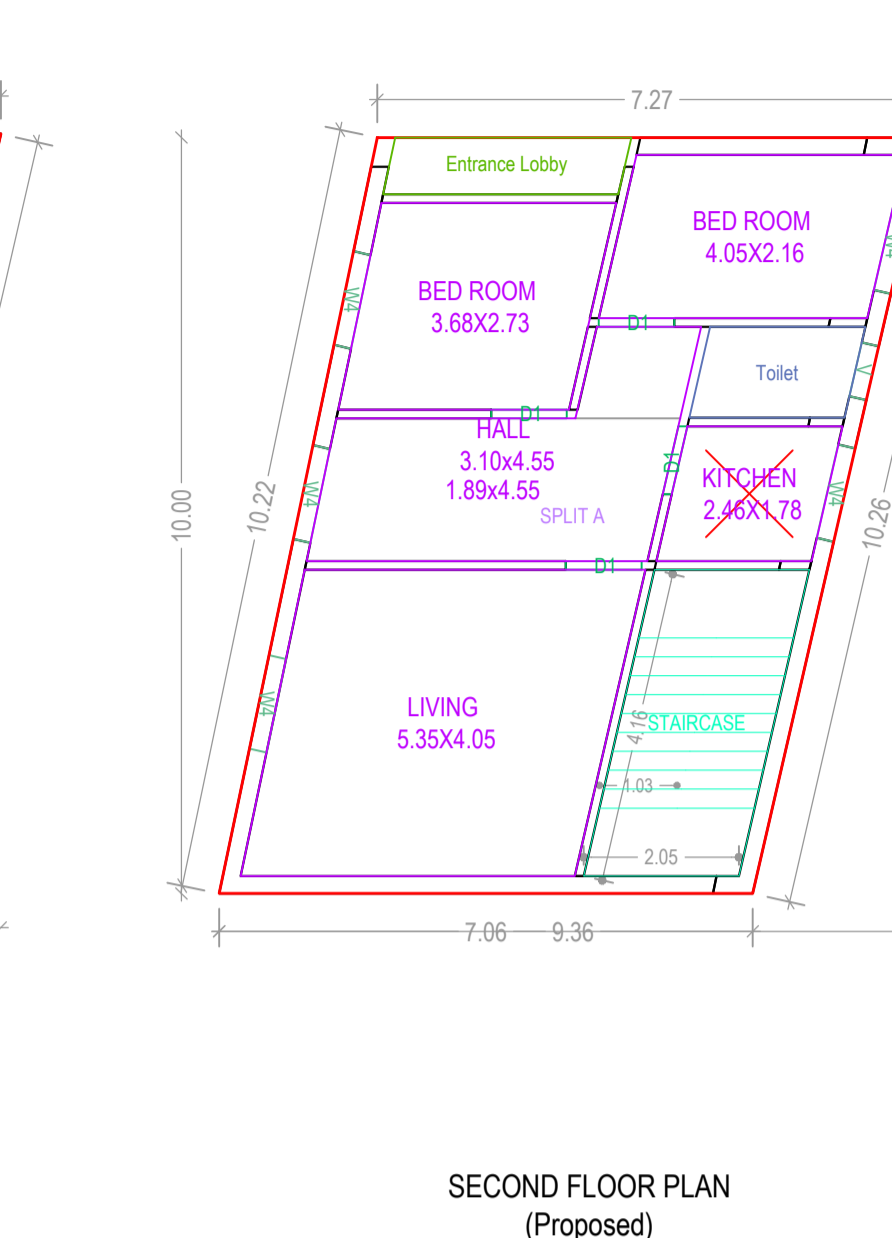 7.27
Entrance Lobby
BED ROOM
4.05X2.16
W4
BED ROOM
3.68X2.73
W4
D1
Toilet
V
D1
HALL
3.10x4.55
1.89x4.55
D1
KITCHEN
2.46X1.78
W4
W4
SPLIT A
10.00
10.22
10.26
D1
LIVING
5.35X4.05
W4
4.16
STAIRCASE
1.03
2.05
7.06
9.36
SECOND FLOOR PLAN
(Proposed)